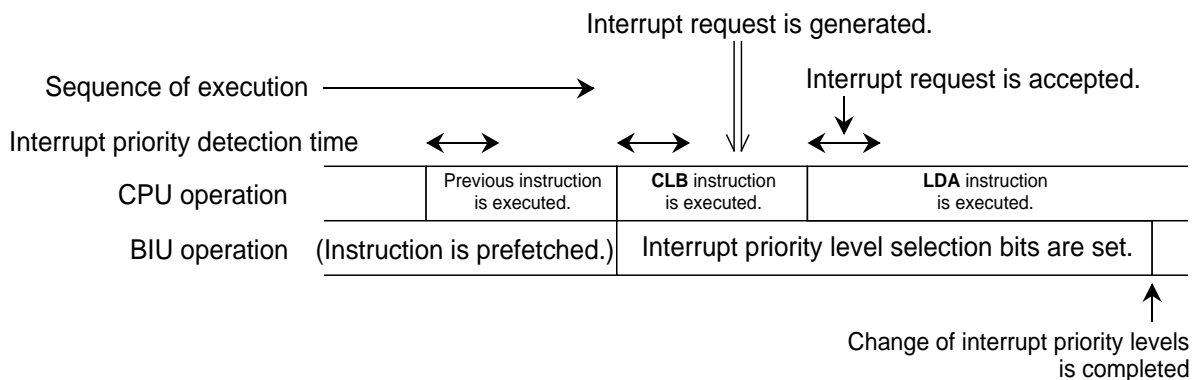 Interrupt request is generated.
Sequence of execution
Interrupt request is accepted.
Interrupt priority detection time
CPU operation
Previous instruction
is executed.
CLB instruction
is executed.
LDA instruction
is executed.
BIU operation
(Instruction is prefetched.)
Interrupt priority level selection bits are set.
Change of interrupt priority levels
is completed